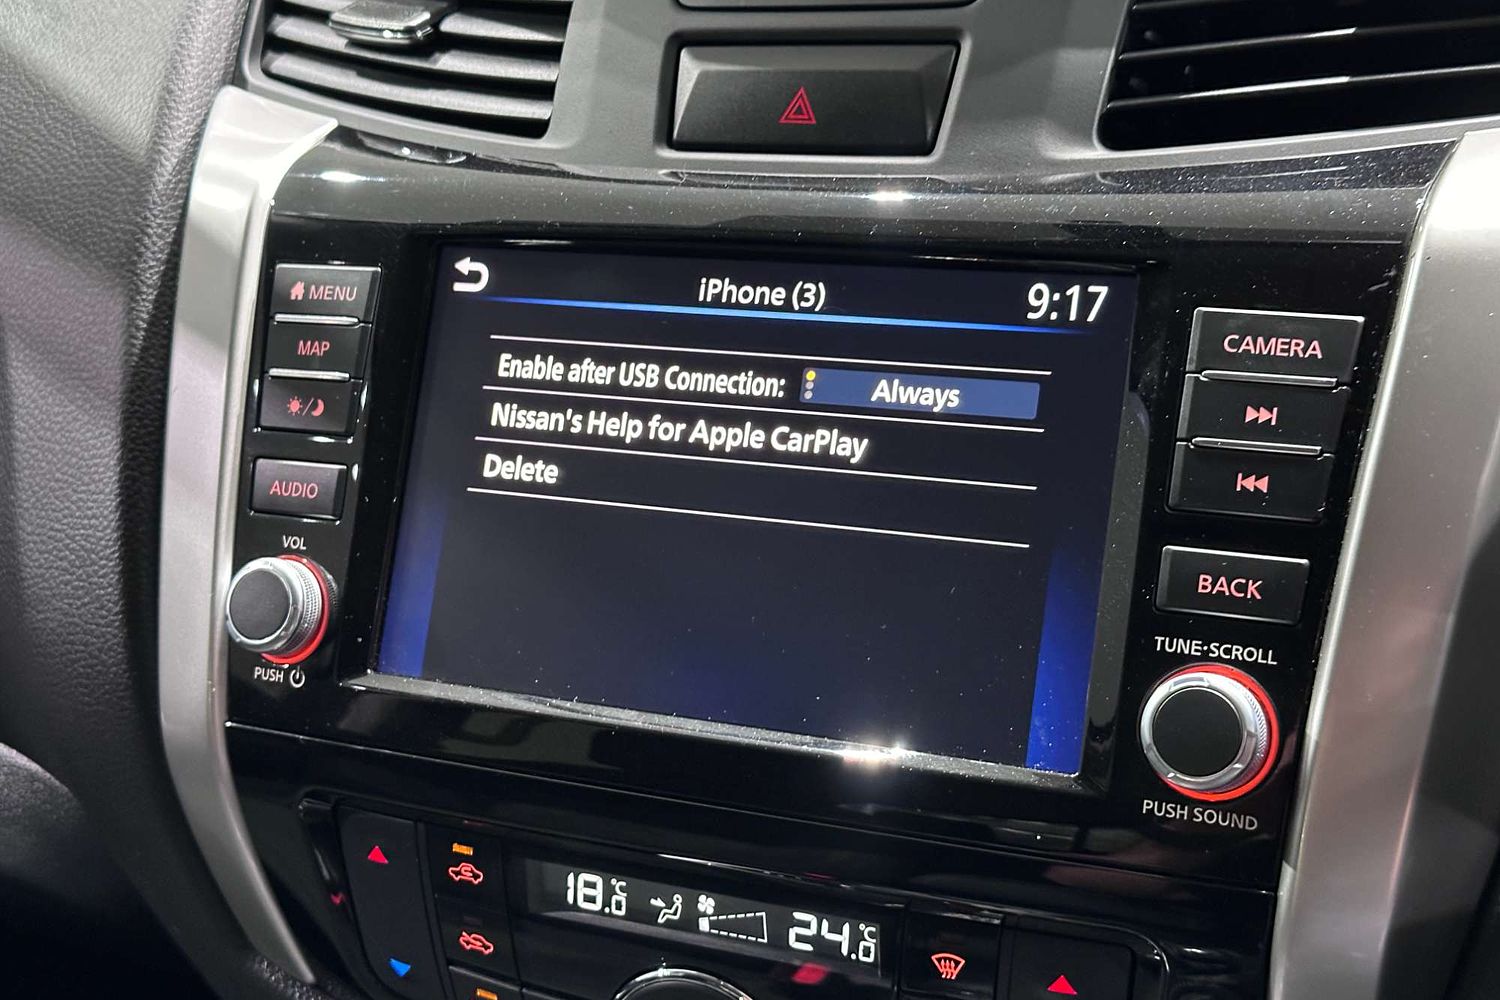 MENU
MAP
AUDIO
VOL
PUSH
iPhone (3)
9:17
Enable after USB Connection:
Always
Nissan's Help for Apple CarPlay
Delete
CAMERA
BACK
TUNE·SCROLL
PUSH SOUND
18.0°C
24.0°C